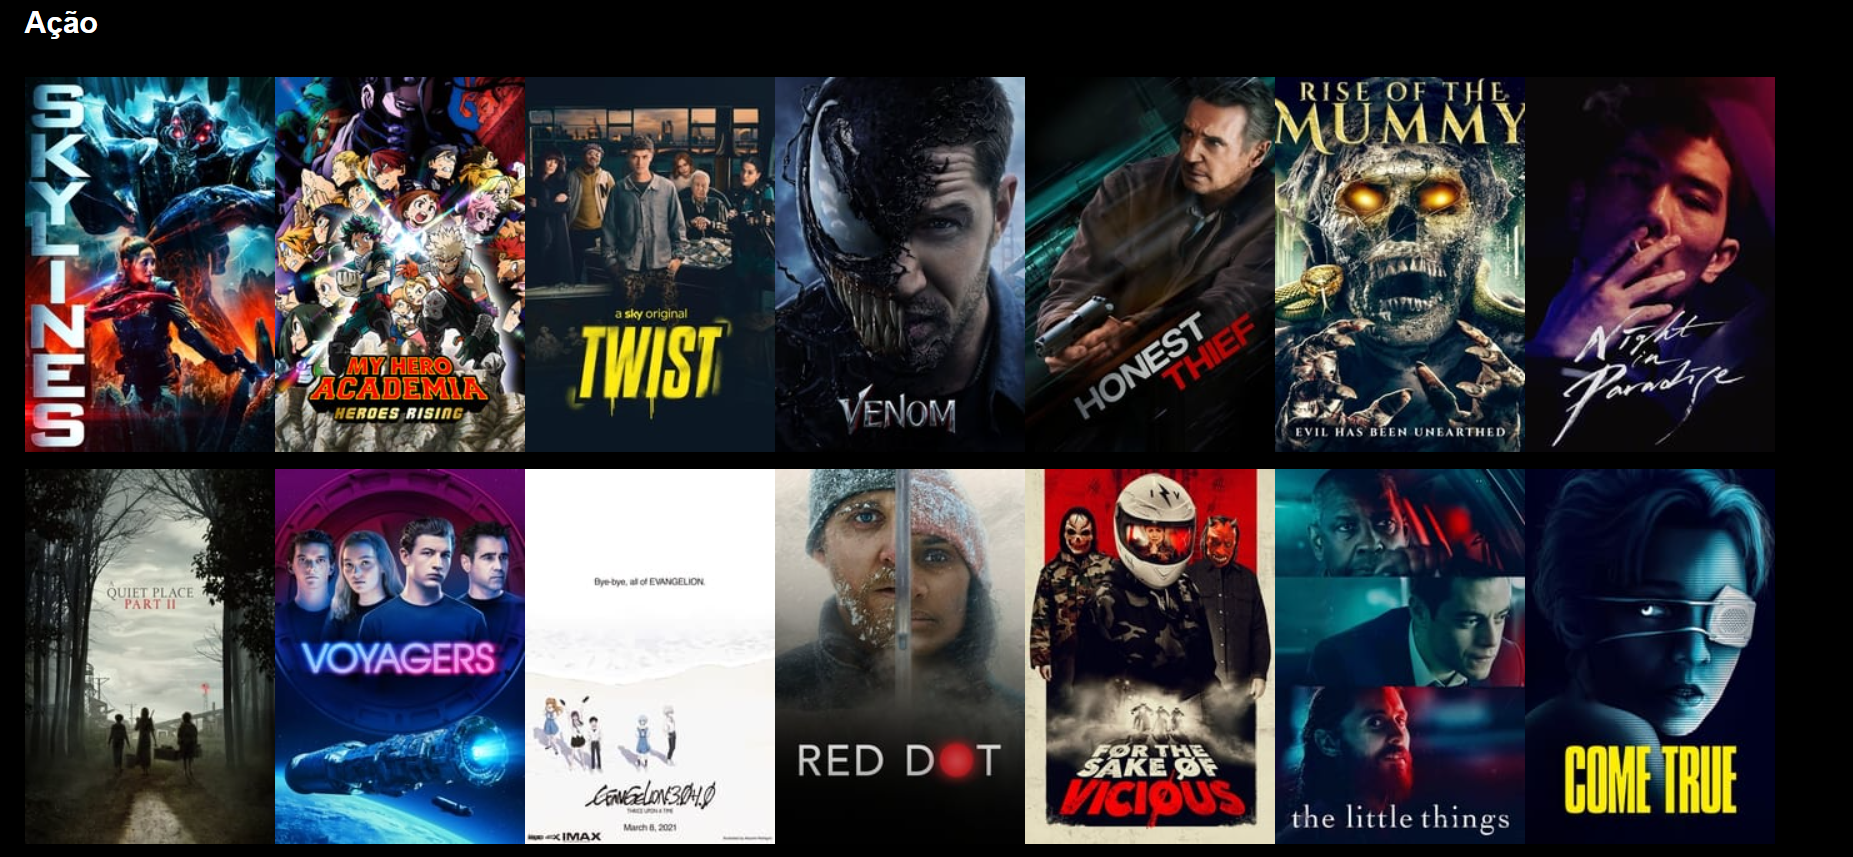 Ação
SKYLINES
MY HERO
ACADEMIA
HEROES RISING
a sky original
TWIST
VENOM
HONEST
THIEF
RISE OF THE
MUMMY
EVIL HAS BEEN UNEARTHED
Night
in
Paradise
A
QUIET PLACE
PART II
VOYAGERS
Bye-bye, all of EVANGELION.
EVANGELION:3.0+1.0
THRICE UPON A TIME
March 6, 2021
IMAX
RED DOT
FOR THE
SAKE OF
VICIOUS
the little things
COME TRUE